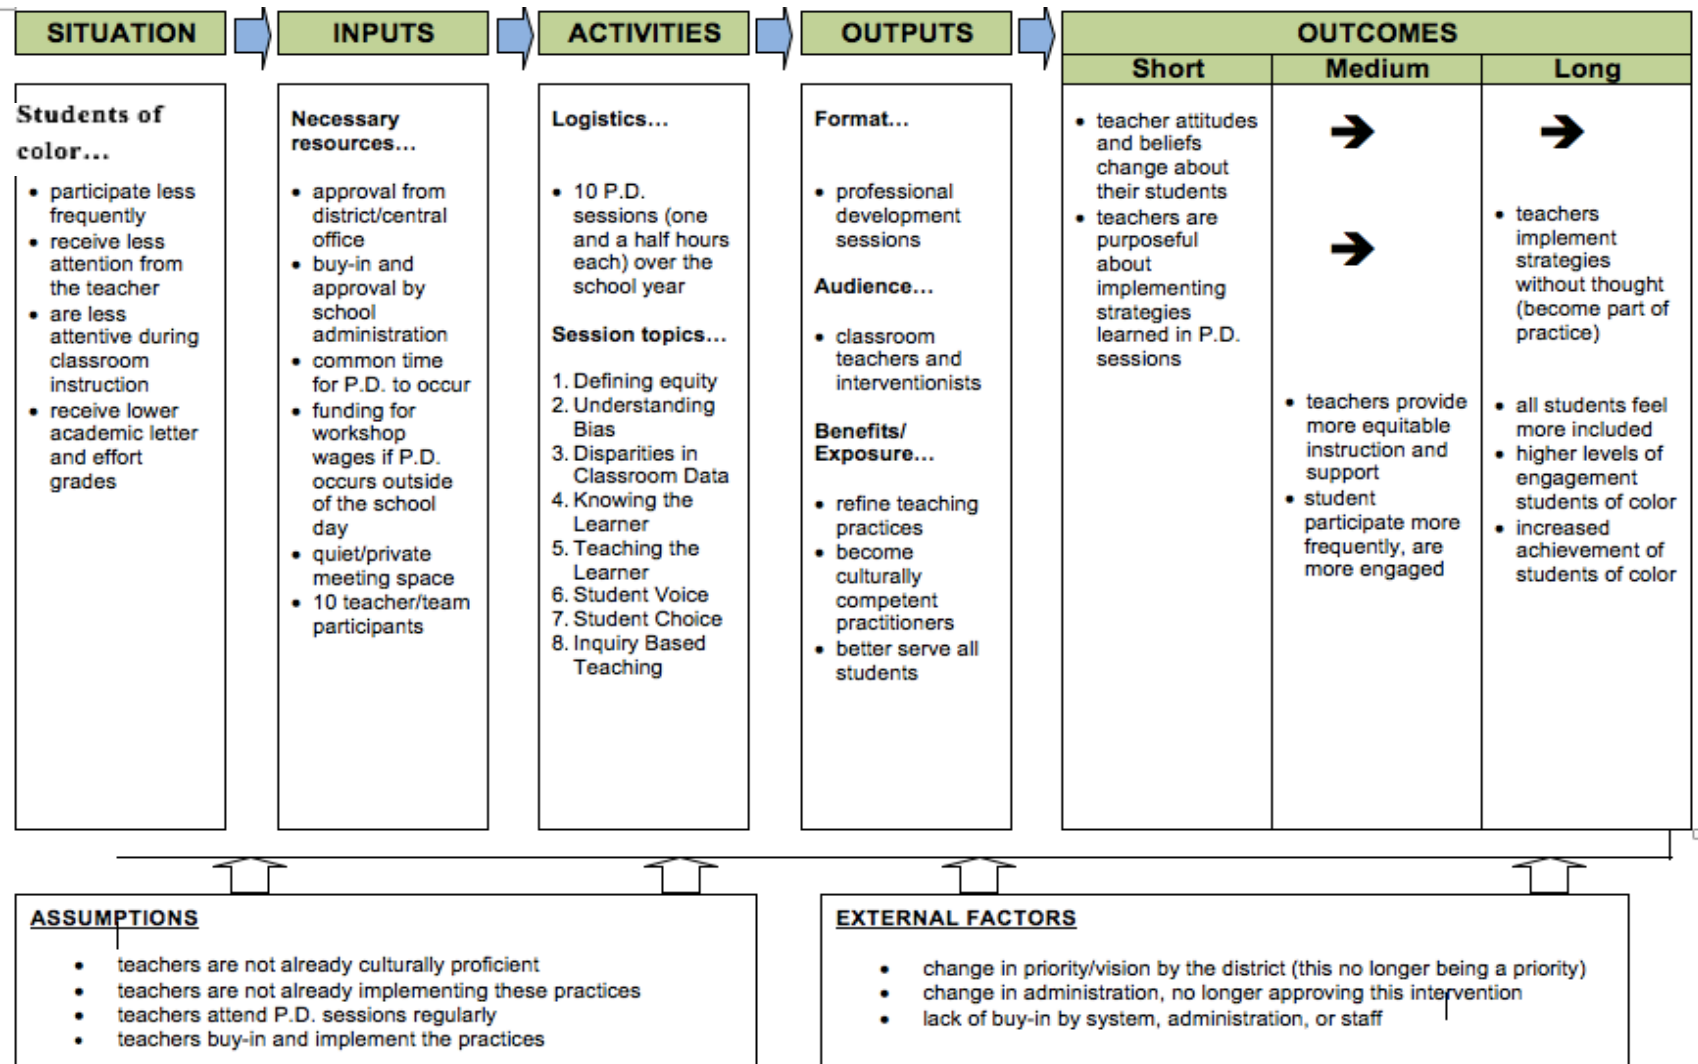 SITUATION
INPUTS
ACTIVITIES
OUTPUTS
OUTCOMES
Short
Medium
Long
Students of
color...
• participate less
frequently
• receive less
attention from
the teacher
• are less
attentive during
classroom
instruction
• receive lower
academic letter
and effort
grades
Necessary
resources...
• approval from
district/central
office
• buy-in and
approval by
school
administration
• common time
for P.D. to occur
• funding for
workshop
wages if P.D.
occurs outside
of the school
day
• quiet/private
meeting space
• 10 teacher/team
participants
Logistics...
• 10 P.D.
sessions (one
and a half hours
each) over the
school year
Session topics...
1. Defining equity
2. Understanding
Bias
3. Disparities in
Classroom Data
4. Knowing the
Learner
5. Teaching the
Learner
6. Student Voice
7. Student Choice
8. Inquiry Based
Teaching
Format...
• professional
development
sessions
Audience...
• classroom
teachers and
interventionists
Benefits/
Exposure...
• refine teaching
practices
• become
culturally
competent
practitioners
• better serve all
students
• teacher attitudes
and beliefs
change about
their students
• teachers are
purposeful
about
implementing
strategies
learned in P.D.
sessions
• teachers provide
more equitable
instruction and
support
• student
participate more
frequently, are
more engaged
• teachers
implement
strategies
without thought
(become part of
practice)
• all students feel
more included
• higher levels of
engagement
students of color
• increased
achievement of
students of color
ASSUMPTIONS
• teachers are not already culturally proficient
• teachers are not already implementing these practices
• teachers attend P.D. sessions regularly
• teachers buy-in and implement the practices
EXTERNAL FACTORS
• change in priority/vision by the district (this no longer being a priority)
• change in administration, no longer approving this intervention
• lack of buy-in by system, administration, or staff